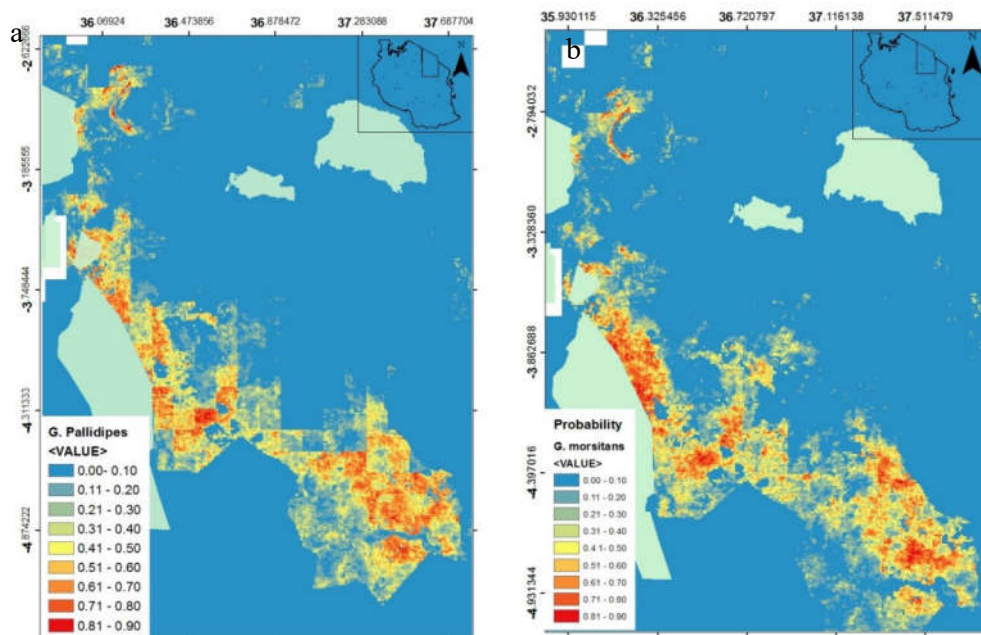 36.06924 36.473856 36.878472 37.283088 37.687704
a
-3.185555
-3.748444
-4.311333
-4.874222
N
G. Pallidipes
<VALUE>
0.00- 0.10
0.11 - 0.20
0.21 - 0.30
0.31 - 0.40
0.41 - 0.50
0.51 - 0.60
0.61 - 0.70
0.71 - 0.80
0.81 - 0.90
35.930115 36.325456 36.720797 37.116138 37.511479
b
-2.794032
-3.328360
-3.862688
-4.397016
-4.931344
N
Probability
G. morsitans
<VALUE>
0.00 - 0.10
0.11 - 0.20
0.21 - 0.30
0.31 - 0.40
0.41 - 0.50
0.51 - 0.60
0.61 - 0.70
0.71 - 0.80
0.81 - 0.90